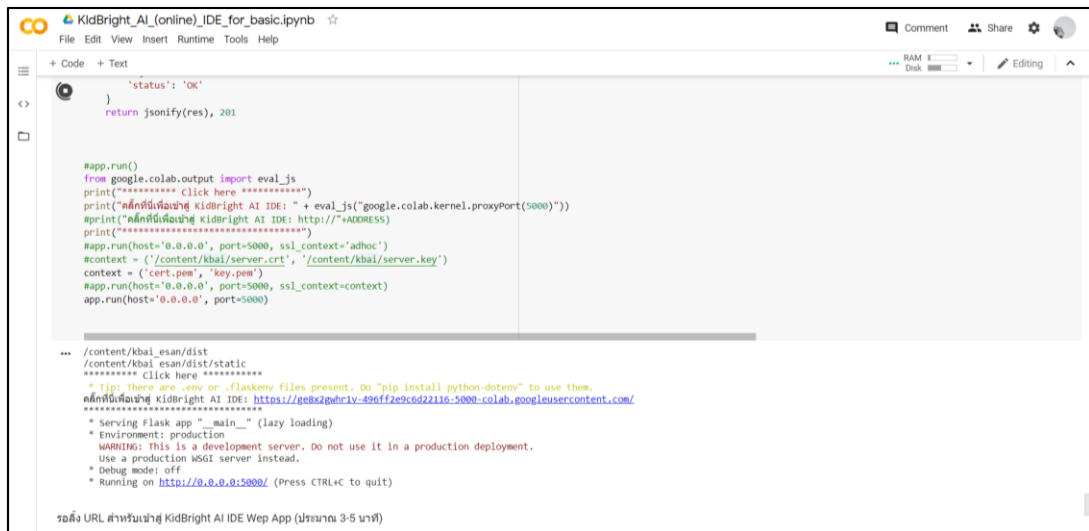 CO KIdBright_AI_(online)_IDE_for_basic.ipynb
Comment Share
File Edit View Insert Runtime Tools Help
+ Code + Text
RAM
Disk
Editing
'status': 'OK'
}
return jsonify(res), 201
#app.run()
from google.colab.output import eval_js
print("********** Click here ***********")
print("คลิ๊กที่นี่เพื่อเข้าสู่ KidBright AI IDE: " + eval_js("google.colab.kernel.proxyPort(5000)"))
#print("คลิ๊กที่นี่เพื่อเข้าสู่ KidBright AI IDE: http://"+ADDRESS)
print("*********************************")
#app.run(host='0.0.0.0', port=5000, ssl_context='adhoc')
#context = ('/content/kbai/server.crt', '/content/kbai/server.key')
context = ('cert.pem', 'key.pem')
#app.run(host='0.0.0.0', port=5000, ssl_context=context)
app.run(host='0.0.0.0', port=5000)
/content/kbai_esan/dist
/content/kbai_esan/dist/static
********** Click here ***********
* Tip: There are .env or .flaskenv files present. Do "pip install python-dotenv" to use them.
คลิ๊กที่นี่เพื่อเข้าสู่ KidBright AI IDE: https://ge8x2gwhr1v-496ff2e9c6d22116-5000-colab.googleusercontent.com/
*********************************
* Serving Flask app "__main__" (lazy loading)
* Environment: production
WARNING: This is a development server. Do not use it in a production deployment.
Use a production WSGI server instead.
* Debug mode: off
* Running on http://0.0.0.0:5000/ (Press CTRL+C to quit)
รอลิ้ง URL สำหรับเข้าสู่ KidBright AI IDE Wep App (ประมาณ 3-5 นาที)